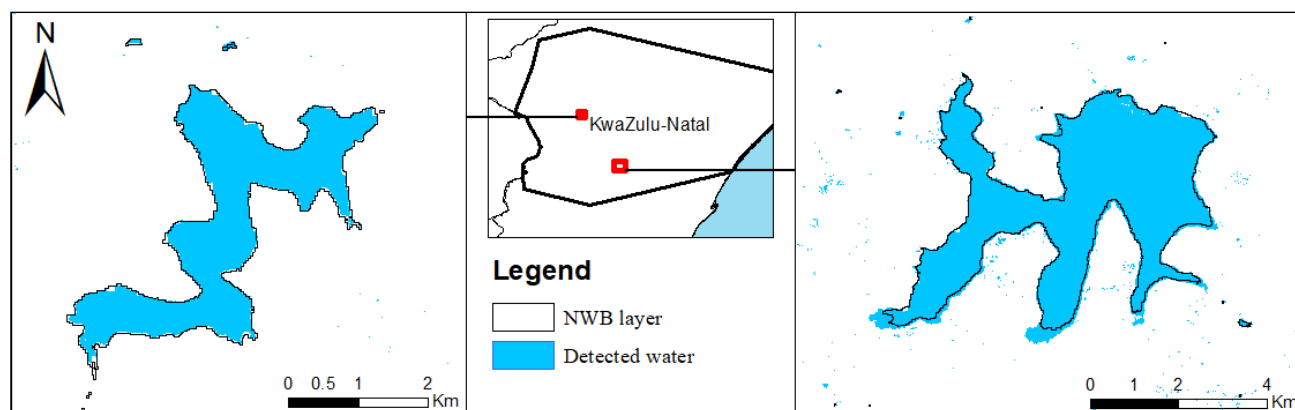 N
KwaZulu-Natal
Legend
NWB layer
Detected water
0 0.5 1 2
Km
0 1 2 4
Km